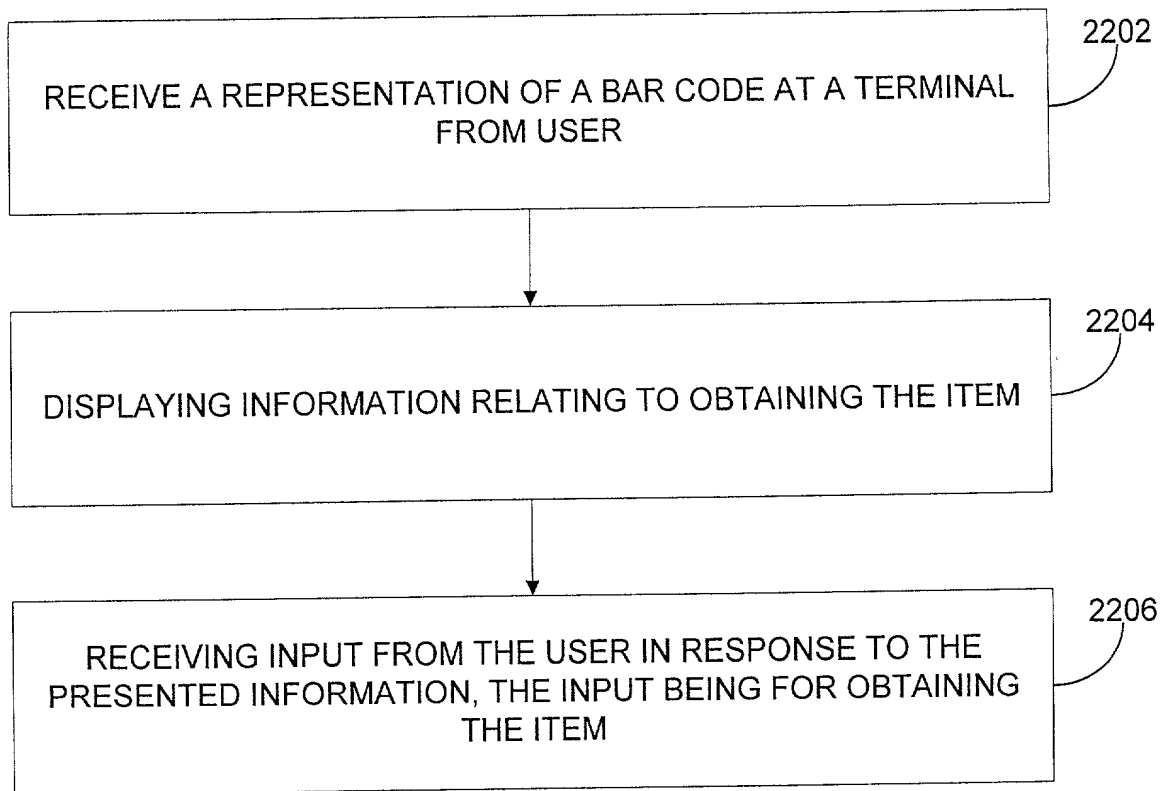 2202
RECEIVE A REPRESENTATION OF A BAR CODE AT A TERMINAL
FROM USER
2204
DISPLAYING INFORMATION RELATING TO OBTAINING THE ITEM
2206
RECEIVING INPUT FROM THE USER IN RESPONSE TO THE
PRESENTED INFORMATION, THE INPUT BEING FOR OBTAINING
THE ITEM